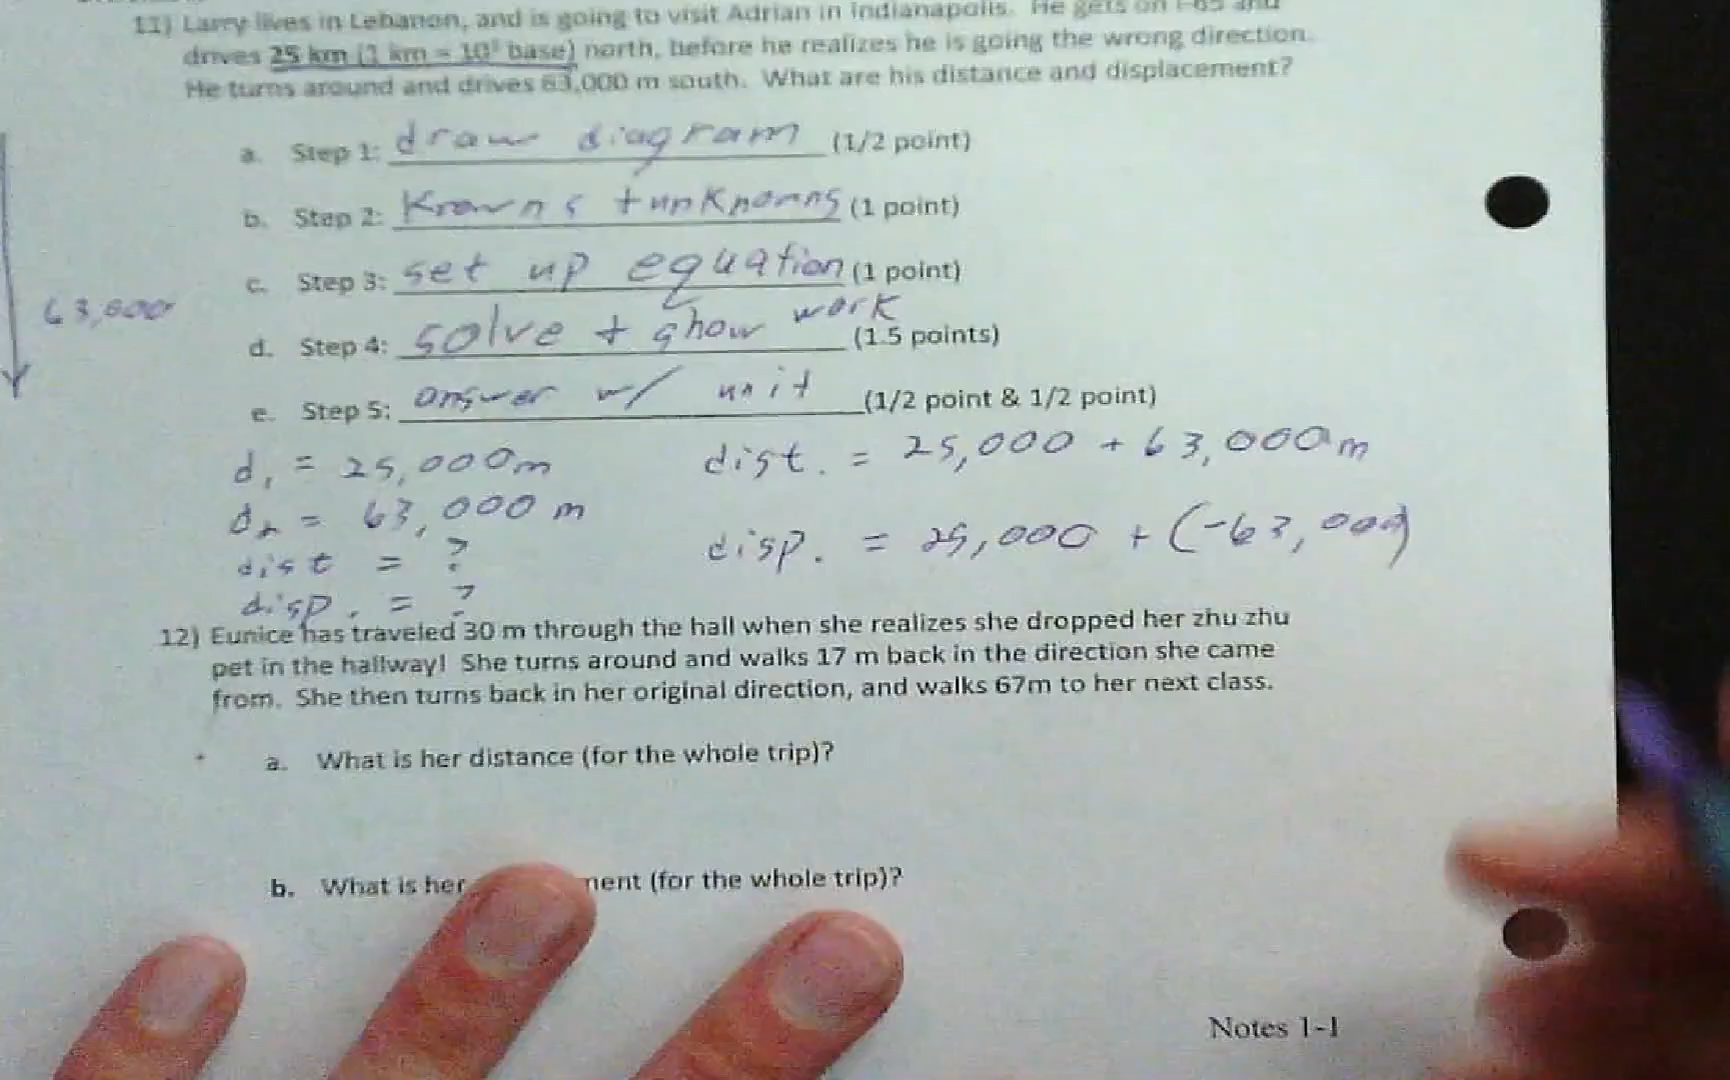 11) Larry lives in Lebanon, and is going to visit Adrian in Indianapolis. He gets on I-65 and
drives 25 km (1 km = 10³ base) north, before he realizes he is going the wrong direction.
He turns around and drives 63,000 m south. What are his distance and displacement?
a. Step 1: draw diagram (1/2 point)
b. Step 2: Knowns + unknowns (1 point)
c. Step 3: set up equation (1 point)
63,000
d. Step 4: solve + show work (1.5 points)
e. Step 5: answer w/ unit (1/2 point & 1/2 point)
d₁ = 25,000m
dist. = 25,000 + 63,000m
d₂ = 63,000 m
disp. = 25,000 + (-63,000)
dist = ?
disp. = ?
12) Eunice has traveled 30 m through the hall when she realizes she dropped her zhu zhu
pet in the hallway! She turns around and walks 17 m back in the direction she came
from. She then turns back in her original direction, and walks 67m to her next class.
a. What is her distance (for the whole trip)?
b. What is her ment (for the whole trip)?
Notes 1-1